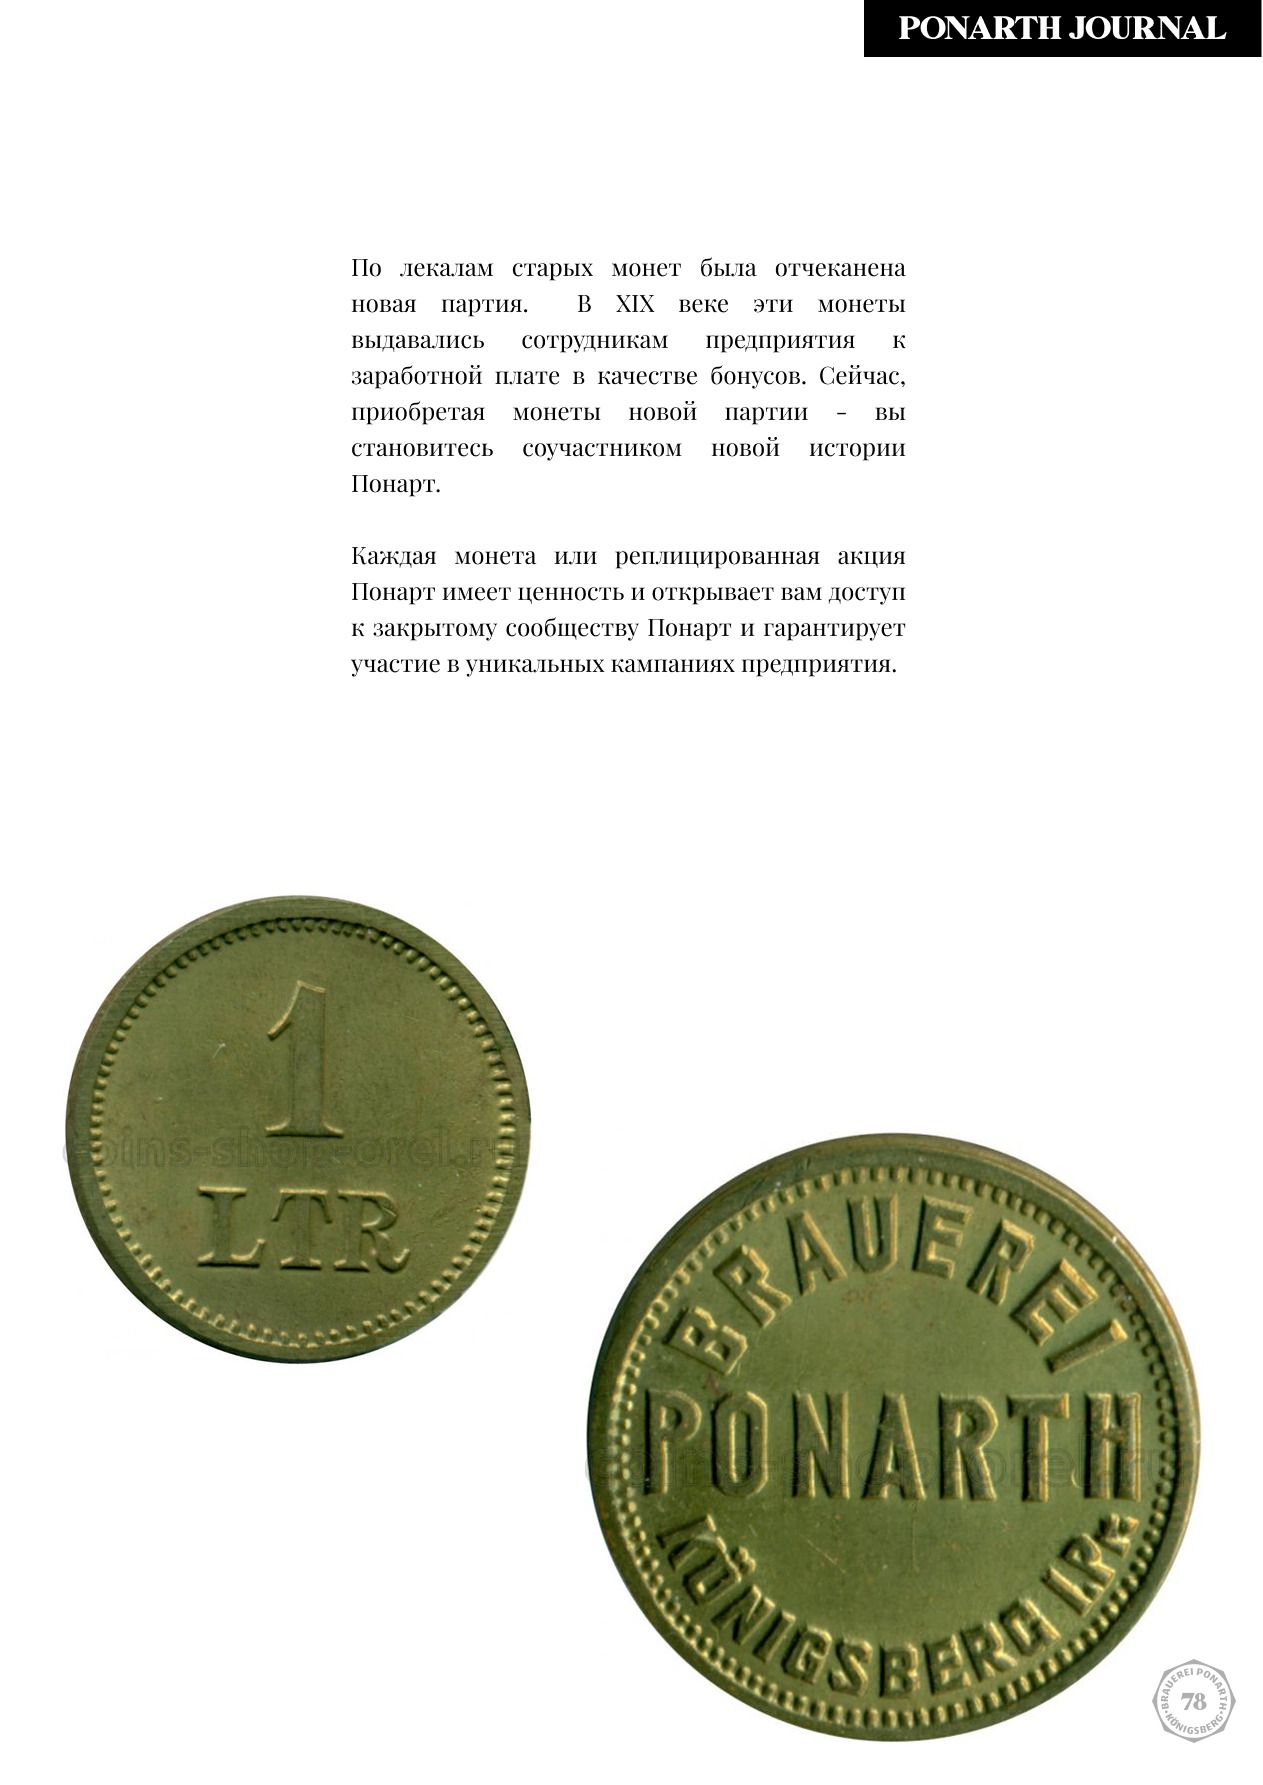 PONARTH JOURNAL
По лекалам старых монет была отчеканена
новая партия. В XIX веке эти монеты
выдавались сотрудникам предприятия к
заработной плате в качестве бонусов. Сейчас,
приобретая монеты новой партии - вы
становитесь соучастником новой истории
Понарт.
Каждая монета или реплицированная акция
Понарт имеет ценность и открывает вам доступ
к закрытому сообществу Понарт и гарантирует
участие в уникальных кампаниях предприятия.
1
LTR
coins-shop-orel.ru
BRAUEREI
PONARTH
KÖNIGSBERG I.Pr.
coins-shop-orel.ru
BRAUEREI PONARTH
78
KÖNIGSBERG